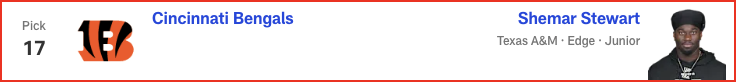 Pick
17
Cincinnati Bengals
Shemar Stewart
Texas A&M · Edge · Junior